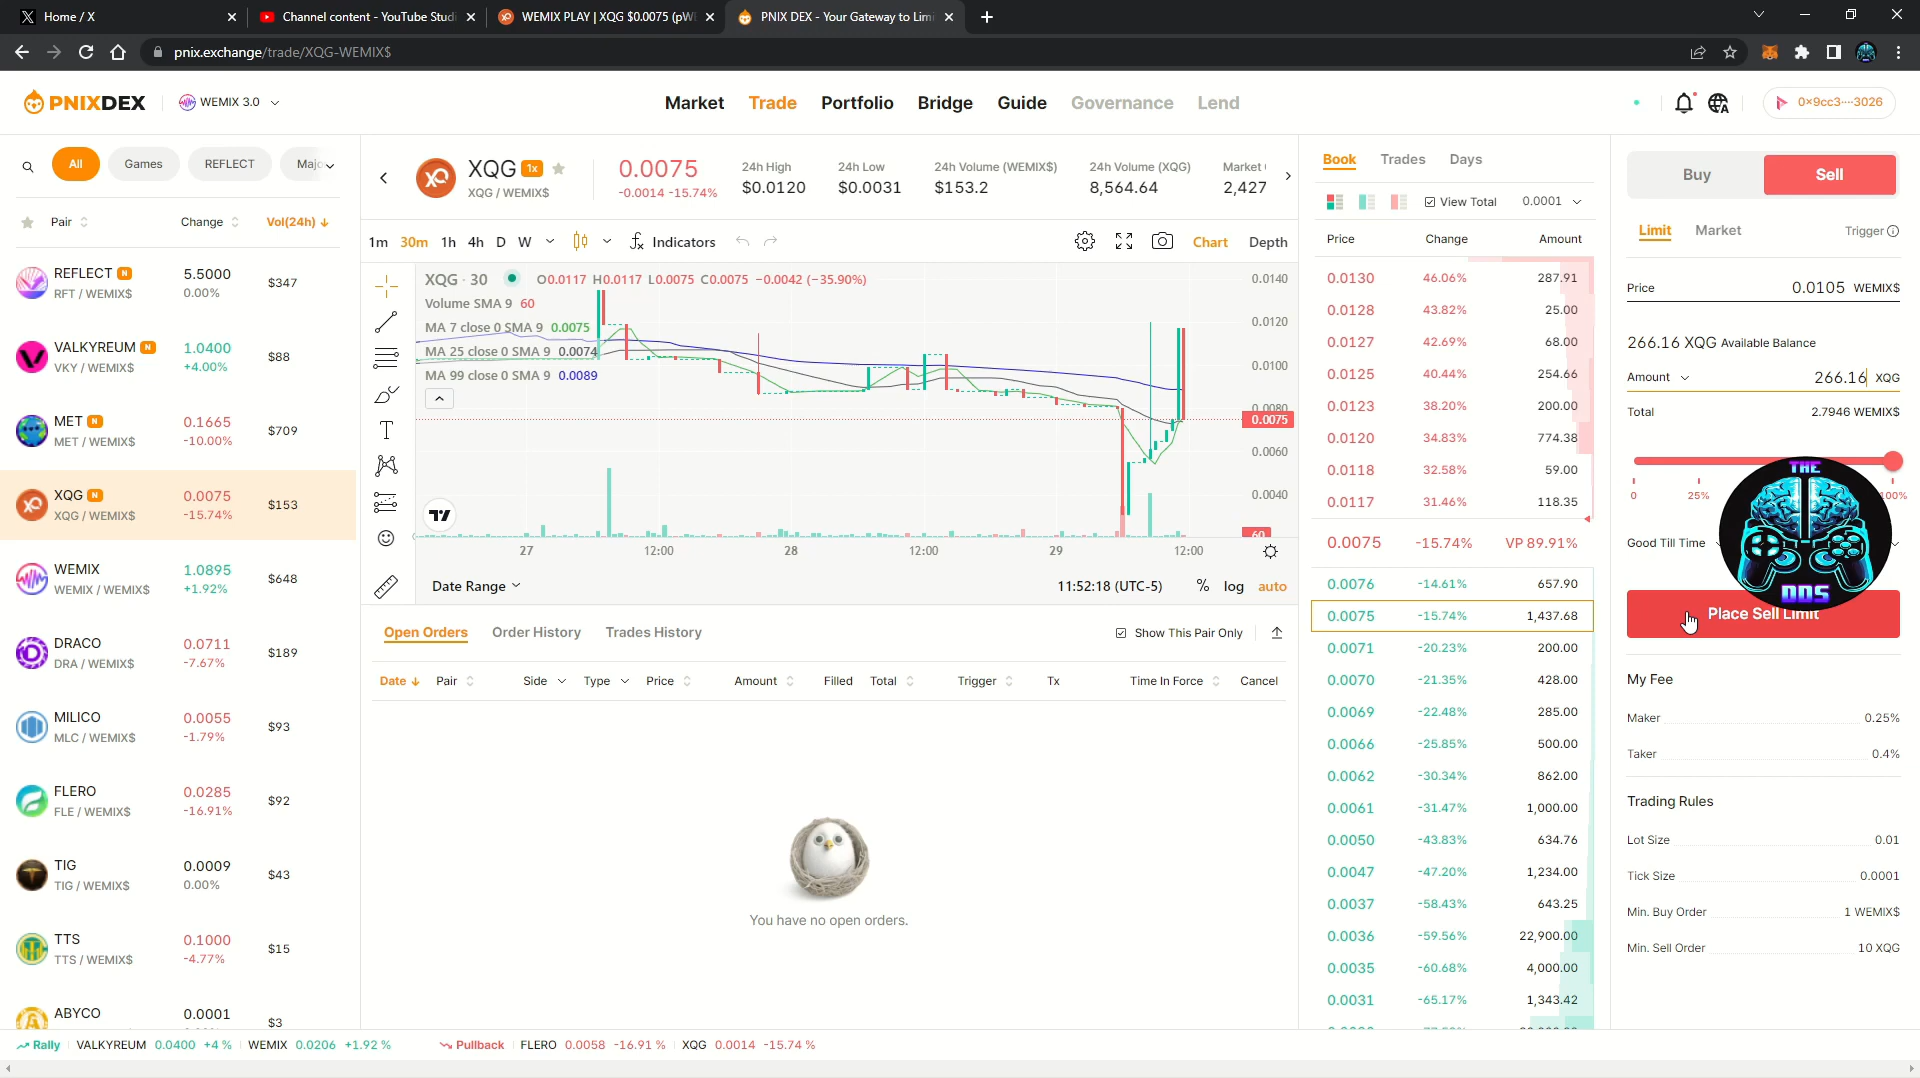 Home / X
Channel content - YouTube Studi
WEMIX PLAY | XQG $0.0075 (pWE
PNIX DEX - Your Gateway to Limi
pnix.exchange/trade/XQG-WEMIX$
PNIXDEX
WEMIX 3.0
Market Trade Portfolio Bridge Guide Governance Lend
0×9cc3····3026
All Games REFLECT Majo
Pair Change Vol(24h)
REFLECT N 5.5000 $347
RFT / WEMIX$ 0.00%
VALKYREUM N 1.0400 $88
VKY / WEMIX$ +4.00%
MET N 0.1665 $709
MET / WEMIX$ -10.00%
XQG N 0.0075 $153
XQG / WEMIX$ -15.74%
WEMIX 1.0895 $648
WEMIX / WEMIX$ +1.92%
DRACO 0.0711 $189
DRA / WEMIX$ -7.67%
MILICO 0.0055 $93
MLC / WEMIX$ -1.79%
FLERO 0.0285 $92
FLE / WEMIX$ -16.91%
TIG 0.0009 $43
TIG / WEMIX$ 0.00%
TTS 0.1000 $15
TTS / WEMIX$ -4.77%
ABYCO 0.0001 $3
XQG 1x
XQG / WEMIX$
0.0075
-0.0014 -15.74%
24h High
$0.0120
24h Low
$0.0031
24h Volume (WEMIX$)
$153.2
24h Volume (XQG)
8,564.64
Market
2,427
1m 30m 1h 4h D W Indicators Chart Depth
XQG · 30 O0.0117 H0.0117 L0.0075 C0.0075 −0.0042 (−35.90%)
Volume SMA 9 60
MA 7 close 0 SMA 9 0.0075
MA 25 close 0 SMA 9 0.0074
MA 99 close 0 SMA 9 0.0089
0.0140
0.0120
0.0100
0.0080
0.0075
0.0060
0.0040
60
27 12:00 28 12:00 29 12:00
Date Range 11:52:18 (UTC-5) % log auto
Open Orders Order History Trades History Show This Pair Only
Date Pair Side Type Price Amount Filled Total Trigger Tx Time In Force Cancel
You have no open orders.
Book Trades Days
View Total 0.0001
Price Change Amount
0.0130 46.06% 287.91
0.0128 43.82% 25.00
0.0127 42.69% 68.00
0.0125 40.44% 254.66
0.0123 38.20% 200.00
0.0120 34.83% 774.38
0.0118 32.58% 59.00
0.0117 31.46% 118.35
0.0075 -15.74% VP 89.91%
0.0076 -14.61% 657.90
0.0075 -15.74% 1,437.68
0.0071 -20.23% 200.00
0.0070 -21.35% 428.00
0.0069 -22.48% 285.00
0.0066 -25.85% 500.00
0.0062 -30.34% 862.00
0.0061 -31.47% 1,000.00
0.0050 -43.83% 634.76
0.0047 -47.20% 1,234.00
0.0037 -58.43% 643.25
0.0036 -59.56% 22,900.00
0.0035 -60.68% 4,000.00
0.0031 -65.17% 1,343.42
Buy Sell
Limit Market Trigger
Price 0.0105 WEMIX$
266.16 XQG Available Balance
Amount 266.16 XQG
Total 2.7946 WEMIX$
0 25% 100%
THE
DDS
Good Till Time
Place Sell Limit
My Fee
Maker 0.25%
Taker 0.4%
Trading Rules
Lot Size 0.01
Tick Size 0.0001
Min. Buy Order 1 WEMIX$
Min. Sell Order 10 XQG
Rally VALKYREUM 0.0400 +4 % WEMIX 0.0206 +1.92 % Pullback FLERO 0.0058 -16.91 % XQG 0.0014 -15.74 %